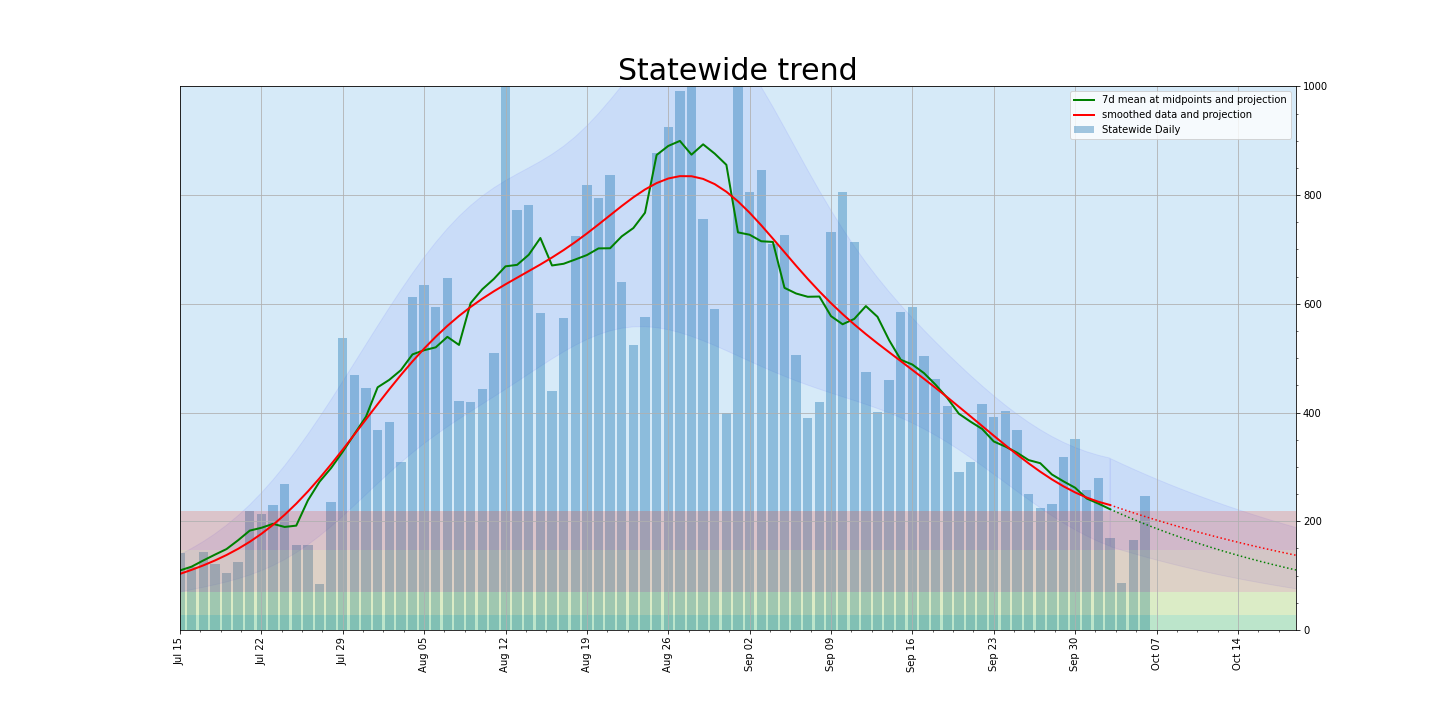 Statewide trend
7d mean at midpoints and projection
smoothed data and projection
Statewide Daily
1000
800
600
400
200
0
Jul 15
Jul 22
Jul 29
Aug 05
Aug 12
Aug 19
Aug 26
Sep 02
Sep 09
Sep 16
Sep 23
Sep 30
Oct 07
Oct 14